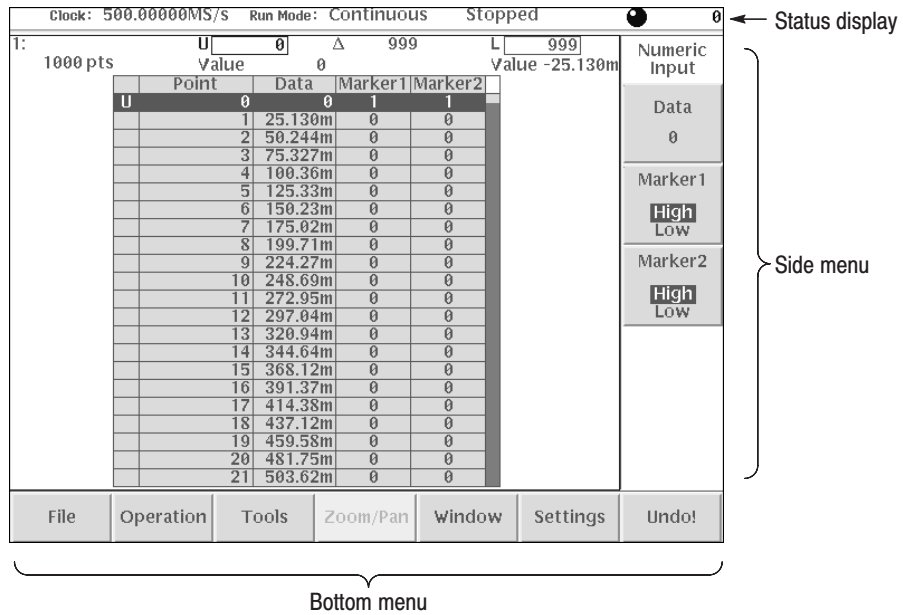 Clock: 500.00000MS/s Run Mode: Continuous Stopped 0
Status display
1: U 0 Δ 999 L 999
1000 pts Value 0 Value -25.130m
Numeric
Input
Point Data Marker1 Marker2
U 0 0 1 1
1 25.130m 0 0
2 50.244m 0 0
3 75.327m 0 0
4 100.36m 0 0
5 125.33m 0 0
6 150.23m 0 0
7 175.02m 0 0
8 199.71m 0 0
9 224.27m 0 0
10 248.69m 0 0
11 272.95m 0 0
12 297.04m 0 0
13 320.94m 0 0
14 344.64m 0 0
15 368.12m 0 0
16 391.37m 0 0
17 414.38m 0 0
18 437.12m 0 0
19 459.58m 0 0
20 481.75m 0 0
21 503.62m 0 0
Data
0
Marker1
High
Low
Marker2
High
Low
Side menu
File Operation Tools Zoom/Pan Window Settings Undo!
Bottom menu